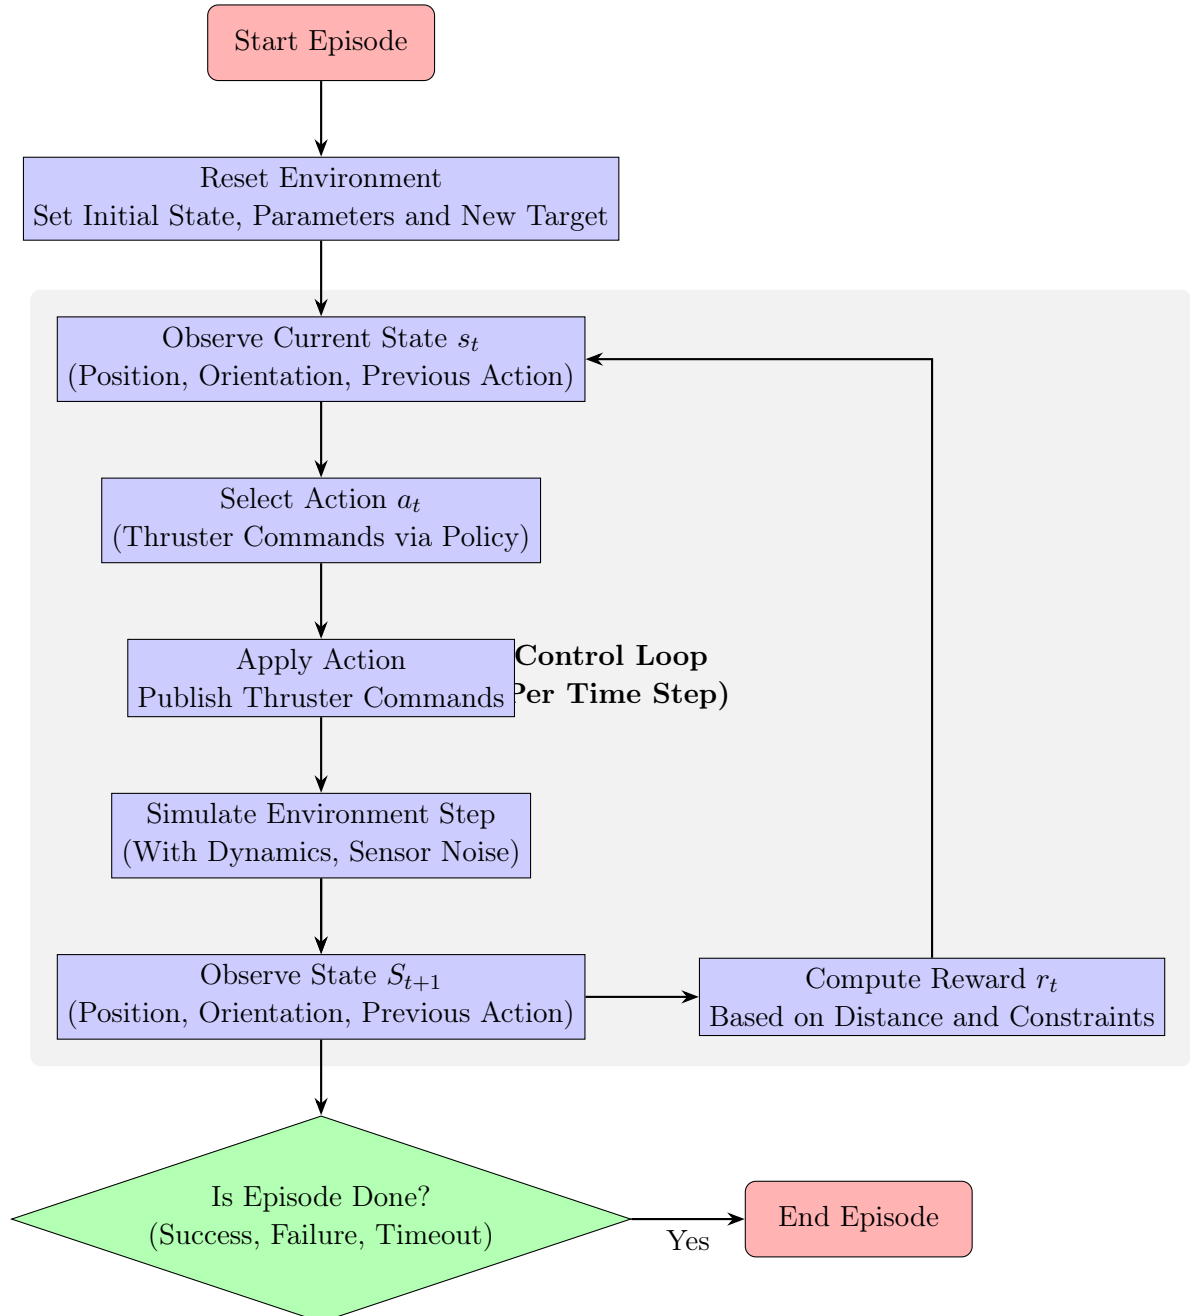 Start Episode
Reset Environment
Set Initial State, Parameters and New Target
Observe Current State $s_t$
(Position, Orientation, Previous Action)
Select Action $a_t$
(Thruster Commands via Policy)
Apply Action
Publish Thruster Commands
Control Loop
Per Time Step)
Simulate Environment Step
(With Dynamics, Sensor Noise)
Observe State $S_{t+1}$
(Position, Orientation, Previous Action)
Compute Reward $r_t$
Based on Distance and Constraints
Is Episode Done?
(Success, Failure, Timeout)
Yes
End Episode